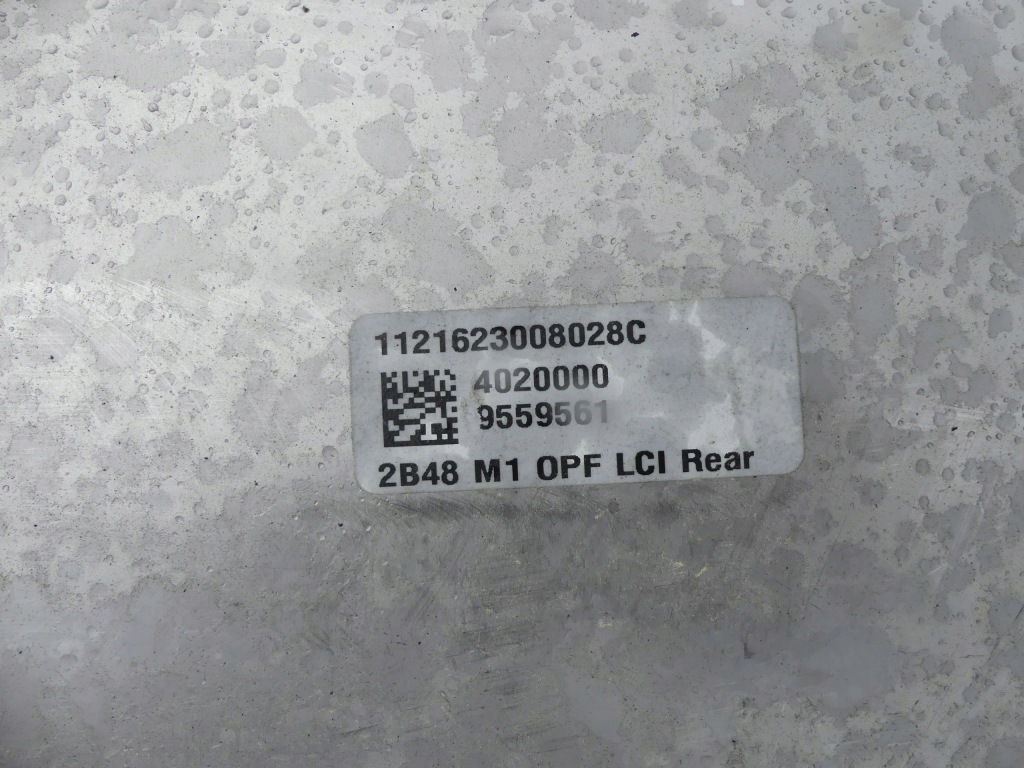 1121623008028C
4020000
9559561
2B48 M1 OPF LCI Rear